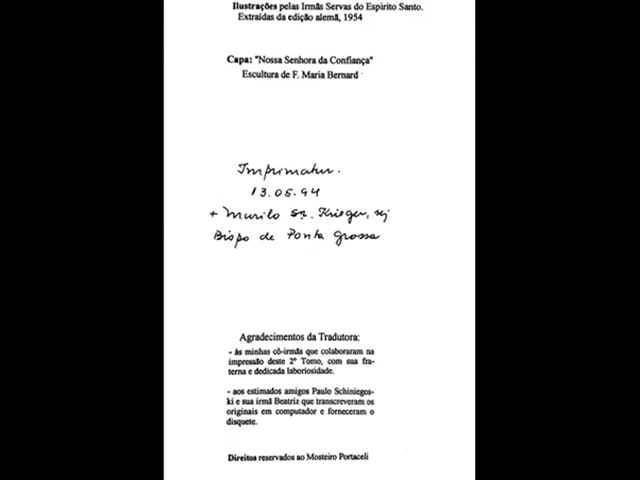 Ilustrações pelas Irmãs Servas do Espirito Santo.
Extraídas da edição alemã, 1954
Capa: "Nossa Senhora da Confiança"
Escultura de F. Maria Bernard
Imprimatur.
13.05.94
+ Murilo S.R. Krieger, scj
Bispo de Ponta Grossa
Agradecimentos da Tradutora:
- às minhas cô-irmãs que colaboraram na
impressão deste 2º Tomo, com sua fra-
terna e dedicada laboriosidade.
- aos estimados amigos Paulo Schiniegos-
ki e sua irmã Beatriz que transcreveram os
originais em computador e forneceram o
disquete.
Direitos reservados ao Mosteiro Portaceli